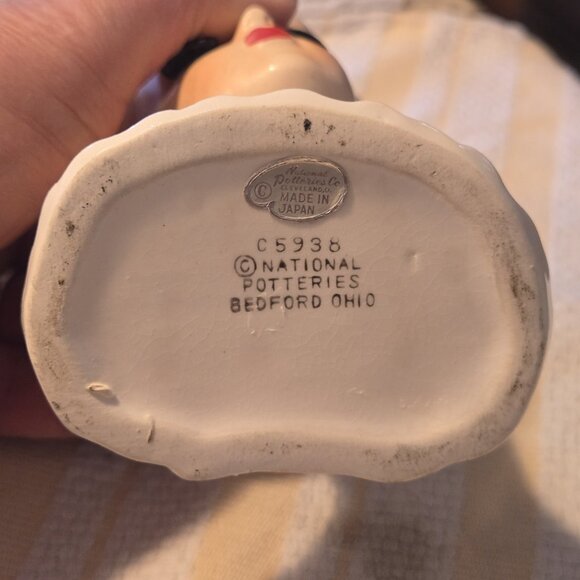 National
Potteries Co
CLEVELAND, O.
© MADE IN
JAPAN
C5938
© NATIONAL
POTTERIES
BEDFORD OHIO